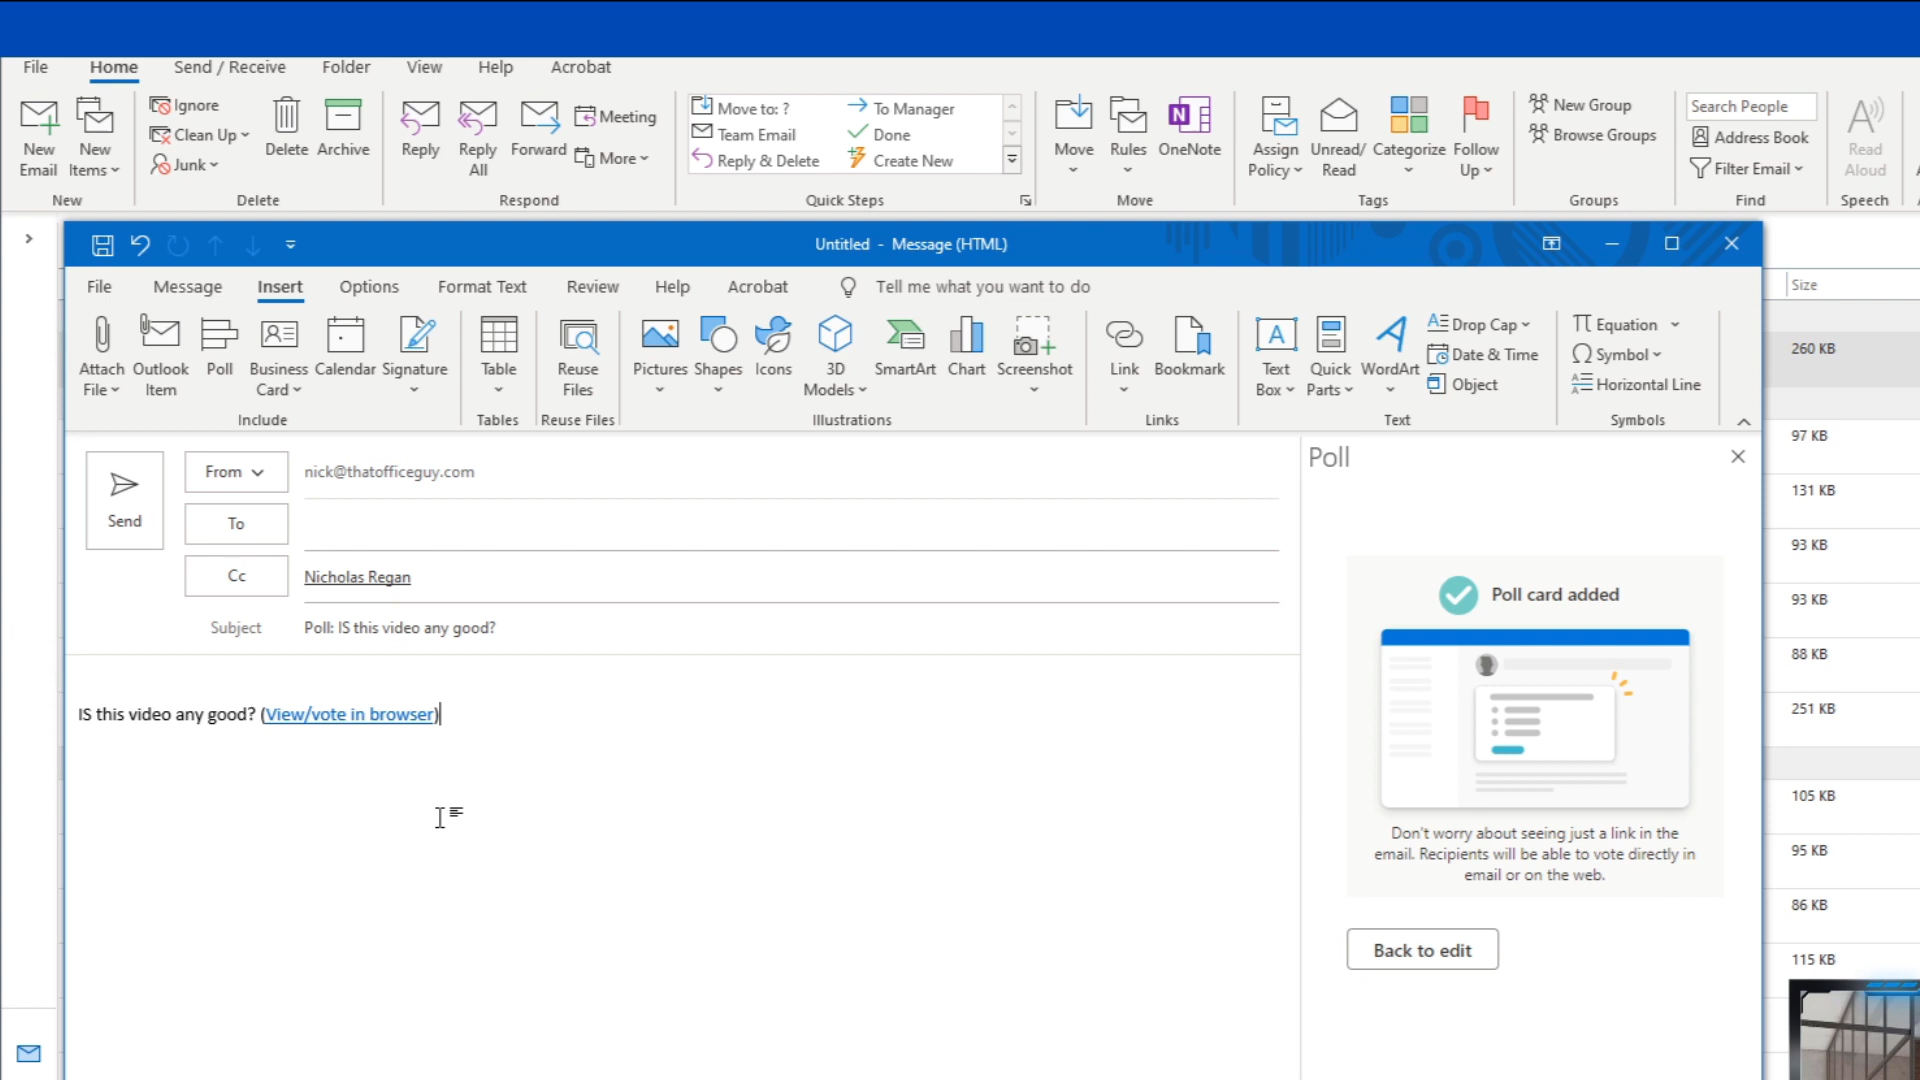 File Home Send / Receive Folder View Help Acrobat
New Email
New Items
Ignore
Clean Up
Junk
Delete
Archive
Reply
Reply All
Forward
Meeting
More
Move to: ?
Team Email
Reply & Delete
To Manager
Done
Create New
Move
Rules
OneNote
Assign Policy
Unread/ Read
Categorize
Follow Up
New Group
Browse Groups
Search People
Address Book
Filter Email
Read Aloud
New Delete Respond Quick Steps Move Tags Groups Find Speech
Untitled - Message (HTML)
File Message Insert Options Format Text Review Help Acrobat Tell me what you want to do
Attach File
Outlook Item
Poll
Business Card
Calendar
Signature
Table
Reuse Files
Pictures
Shapes
Icons
3D Models
SmartArt
Chart
Screenshot
Link
Bookmark
Text Box
Quick Parts
WordArt
Drop Cap
Date & Time
Object
Equation
Symbol
Horizontal Line
Include Tables Reuse Files Illustrations Links Text Symbols
Send
From nick@thatofficeguy.com
To
Cc Nicholas Regan
Subject Poll: IS this video any good?
IS this video any good? (View/vote in browser)
Poll
Poll card added
Don't worry about seeing just a link in the
email. Recipients will be able to vote directly in
email or on the web.
Back to edit
Size
260 KB
97 KB
131 KB
93 KB
93 KB
88 KB
251 KB
105 KB
95 KB
86 KB
115 KB